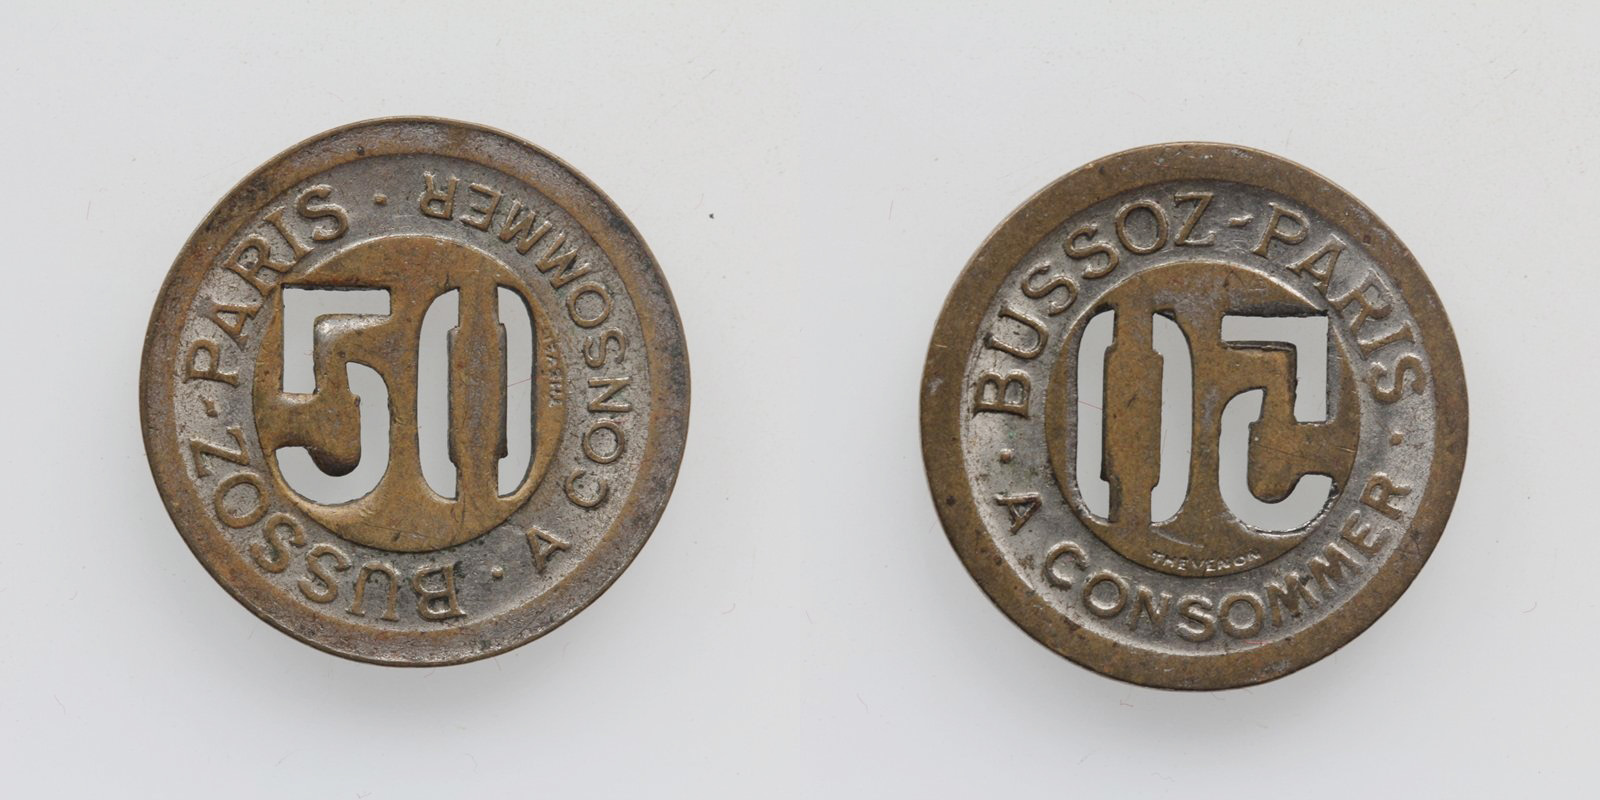 BUSSOZ-PARIS · A CONSOMMER ·
50
BUSSOZ-PARIS ·
50
THEVENON
· A CONSOMMER